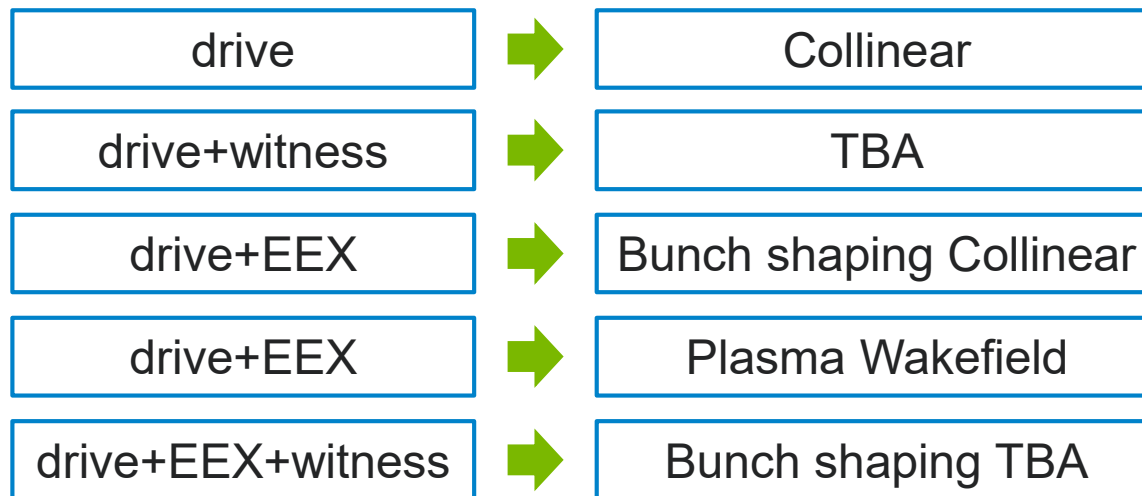 drive
Collinear
drive+witness
TBA
drive+EEX
Bunch shaping Collinear
drive+EEX
Plasma Wakefield
drive+EEX+witness
Bunch shaping TBA